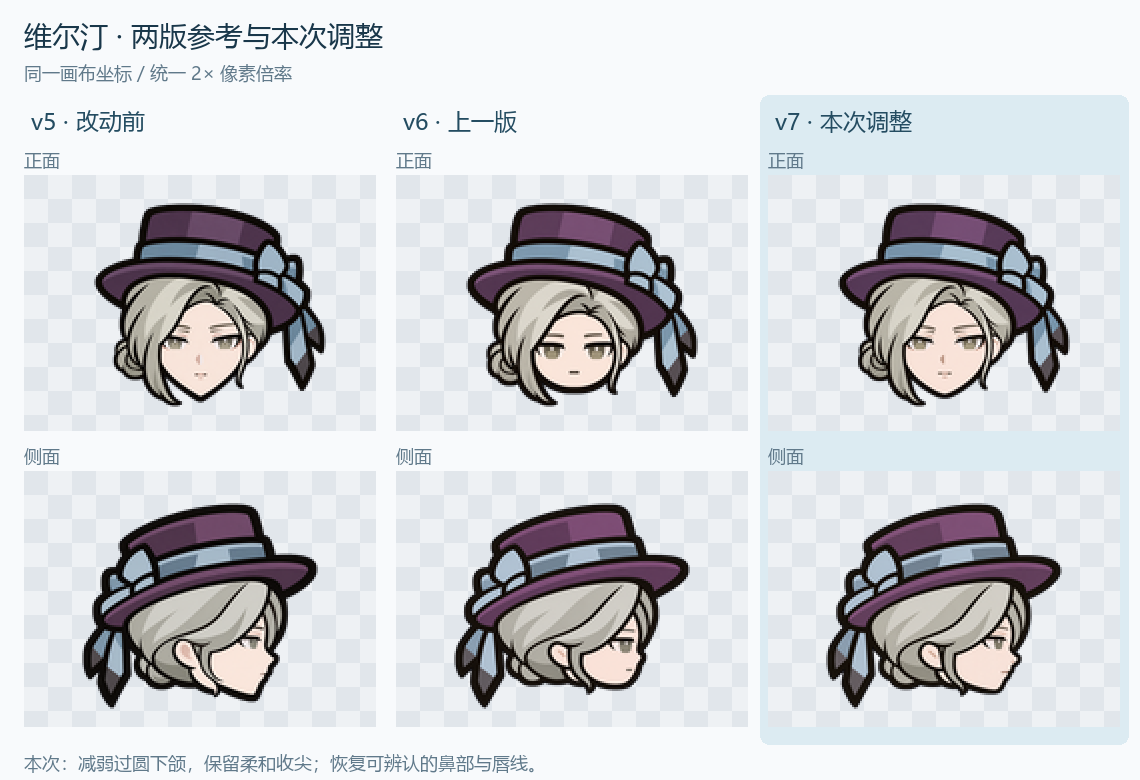 维尔汀 · 两版参考与本次调整
同一画布坐标 / 统一 2× 像素倍率
v5 · 改动前
v6 · 上一版
v7 · 本次调整
正面
正面
正面
侧面
侧面
侧面
本次：减弱过圆下颌，保留柔和收尖；恢复可辨认的鼻部与唇线。